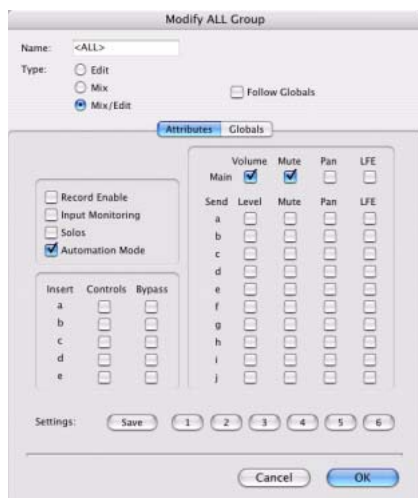 Modify ALL Group
Name: <ALL>
Type: Edit
Mix
Mix/Edit
Follow Globals
Attributes Globals
Record Enable
Input Monitoring
Solos
Automation Mode
Insert Controls Bypass
a
b
c
d
e
Volume Mute Pan LFE
Main
Send Level Mute Pan LFE
a
b
c
d
e
f
g
h
i
j
Settings: Save 1 2 3 4 5 6
Cancel OK